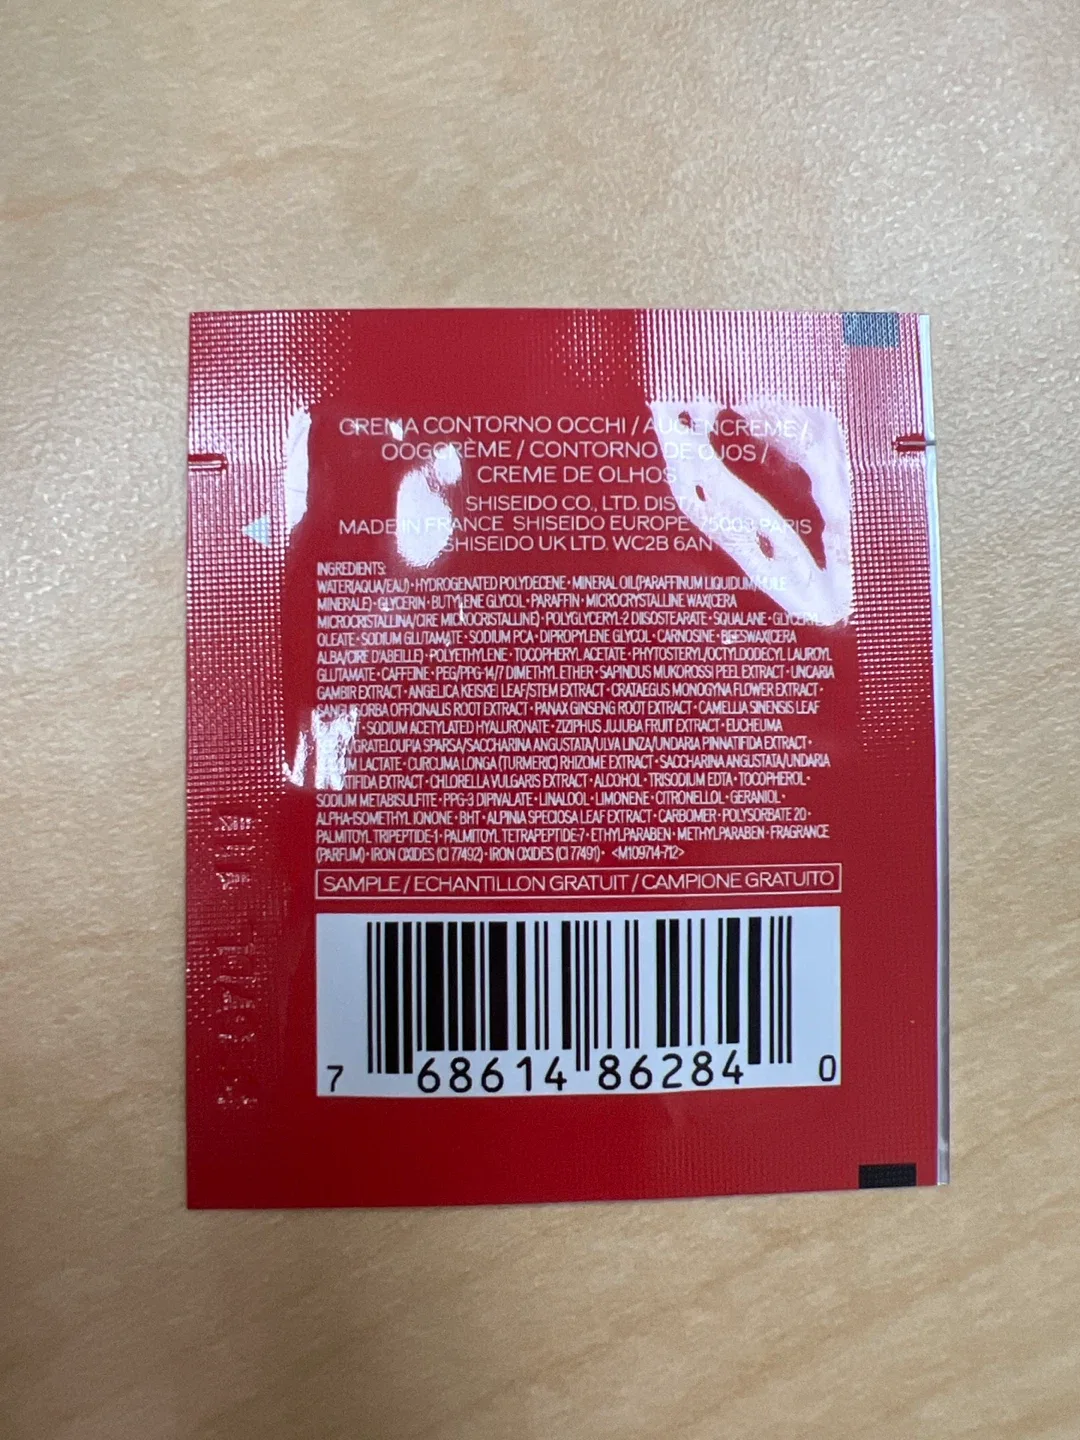 CREMA CONTORNO OCCHI / AUGENCREME /
OOGCRÈME / CONTORNO DE OJOS /
CREME DE OLHOS
SHISEIDO CO., LTD. DIST.
MADE IN FRANCE SHISEIDO EUROPE 75003 PARIS
SHISEIDO UK LTD. WC2B 6AN
INGREDIENTS:
WATER(AQUA/EAU)・HYDROGENATED POLYDECENE・MINERAL OIL(PARAFFINUM LIQUIDUM/HUILE
MINERALE)・GLYCERIN・BUTYLENE GLYCOL・PARAFFIN・MICROCRYSTALLINE WAX(CERA
MICROCRISTALLINA/CIRE MICROCRISTALLINE)・POLYGLYCERYL-2 DIISOSTEARATE・SQUALANE・GLYCERYL
OLEATE・SODIUM GLUTAMATE・SODIUM PCA・DIPROPYLENE GLYCOL・CARNOSINE・BEESWAX(CERA
ALBA/CIRE D'ABEILLE)・POLYETHYLENE・TOCOPHERYL ACETATE・PHYTOSTERYL/OCTYLDODECYL LAUROYL
GLUTAMATE・CAFFEINE・PEG/PPG-14/7 DIMETHYL ETHER・SAPINDUS MUKOROSSI PEEL EXTRACT・UNCARIA
GAMBIR EXTRACT・ANGELICA KEISKEI LEAF/STEM EXTRACT・CRATAEGUS MONOGYNA FLOWER EXTRACT・
SANGUISORBA OFFICINALIS ROOT EXTRACT・PANAX GINSENG ROOT EXTRACT・CAMELLIA SINENSIS LEAF
・SODIUM ACETYLATED HYALURONATE・ZIZIPHUS JUJUBA FRUIT EXTRACT・EUCHEUMA
/GRATELOUPIA SPARSA/SACCHARINA ANGUSTATA/ULVA LINZA/UNDARIA PINNATIFIDA EXTRACT・
LACTATE・CURCUMA LONGA (TURMERIC) RHIZOME EXTRACT・SACCHARINA ANGUSTATA/UNDARIA
PINNATIFIDA EXTRACT・CHLORELLA VULGARIS EXTRACT・ALCOHOL・TRISODIUM EDTA・TOCOPHEROL・
SODIUM METABISULFITE・PPG-3 DIPIVALATE・LINALOOL・LIMONENE・CITRONELLOL・GERANIOL・
ALPHA-ISOMETHYL IONONE・BHT・ALPINIA SPECIOSA LEAF EXTRACT・CARBOMER・POLYSORBATE 20・
PALMITOYL TRIPEPTIDE-1・PALMITOYL TETRAPEPTIDE-7・ETHYLPARABEN・METHYLPARABEN・FRAGRANCE
(PARFUM)・IRON OXIDES (CI 77492)・IRON OXIDES (CI 77491)・ <M109714-712>
SAMPLE / ECHANTILLON GRATUIT / CAMPIONE GRATUITO
7 68614 86284 0